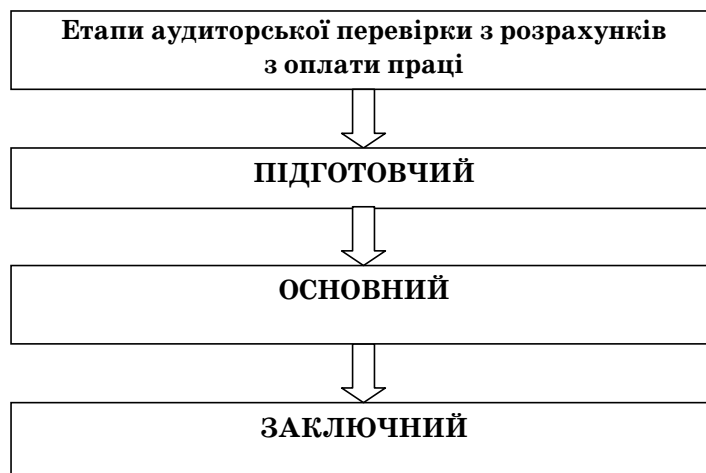 Етапи аудиторської перевірки з розрахунків
з оплати праці
ПІДГОТОВЧИЙ
ОСНОВНИЙ
ЗАКЛЮЧНИЙ